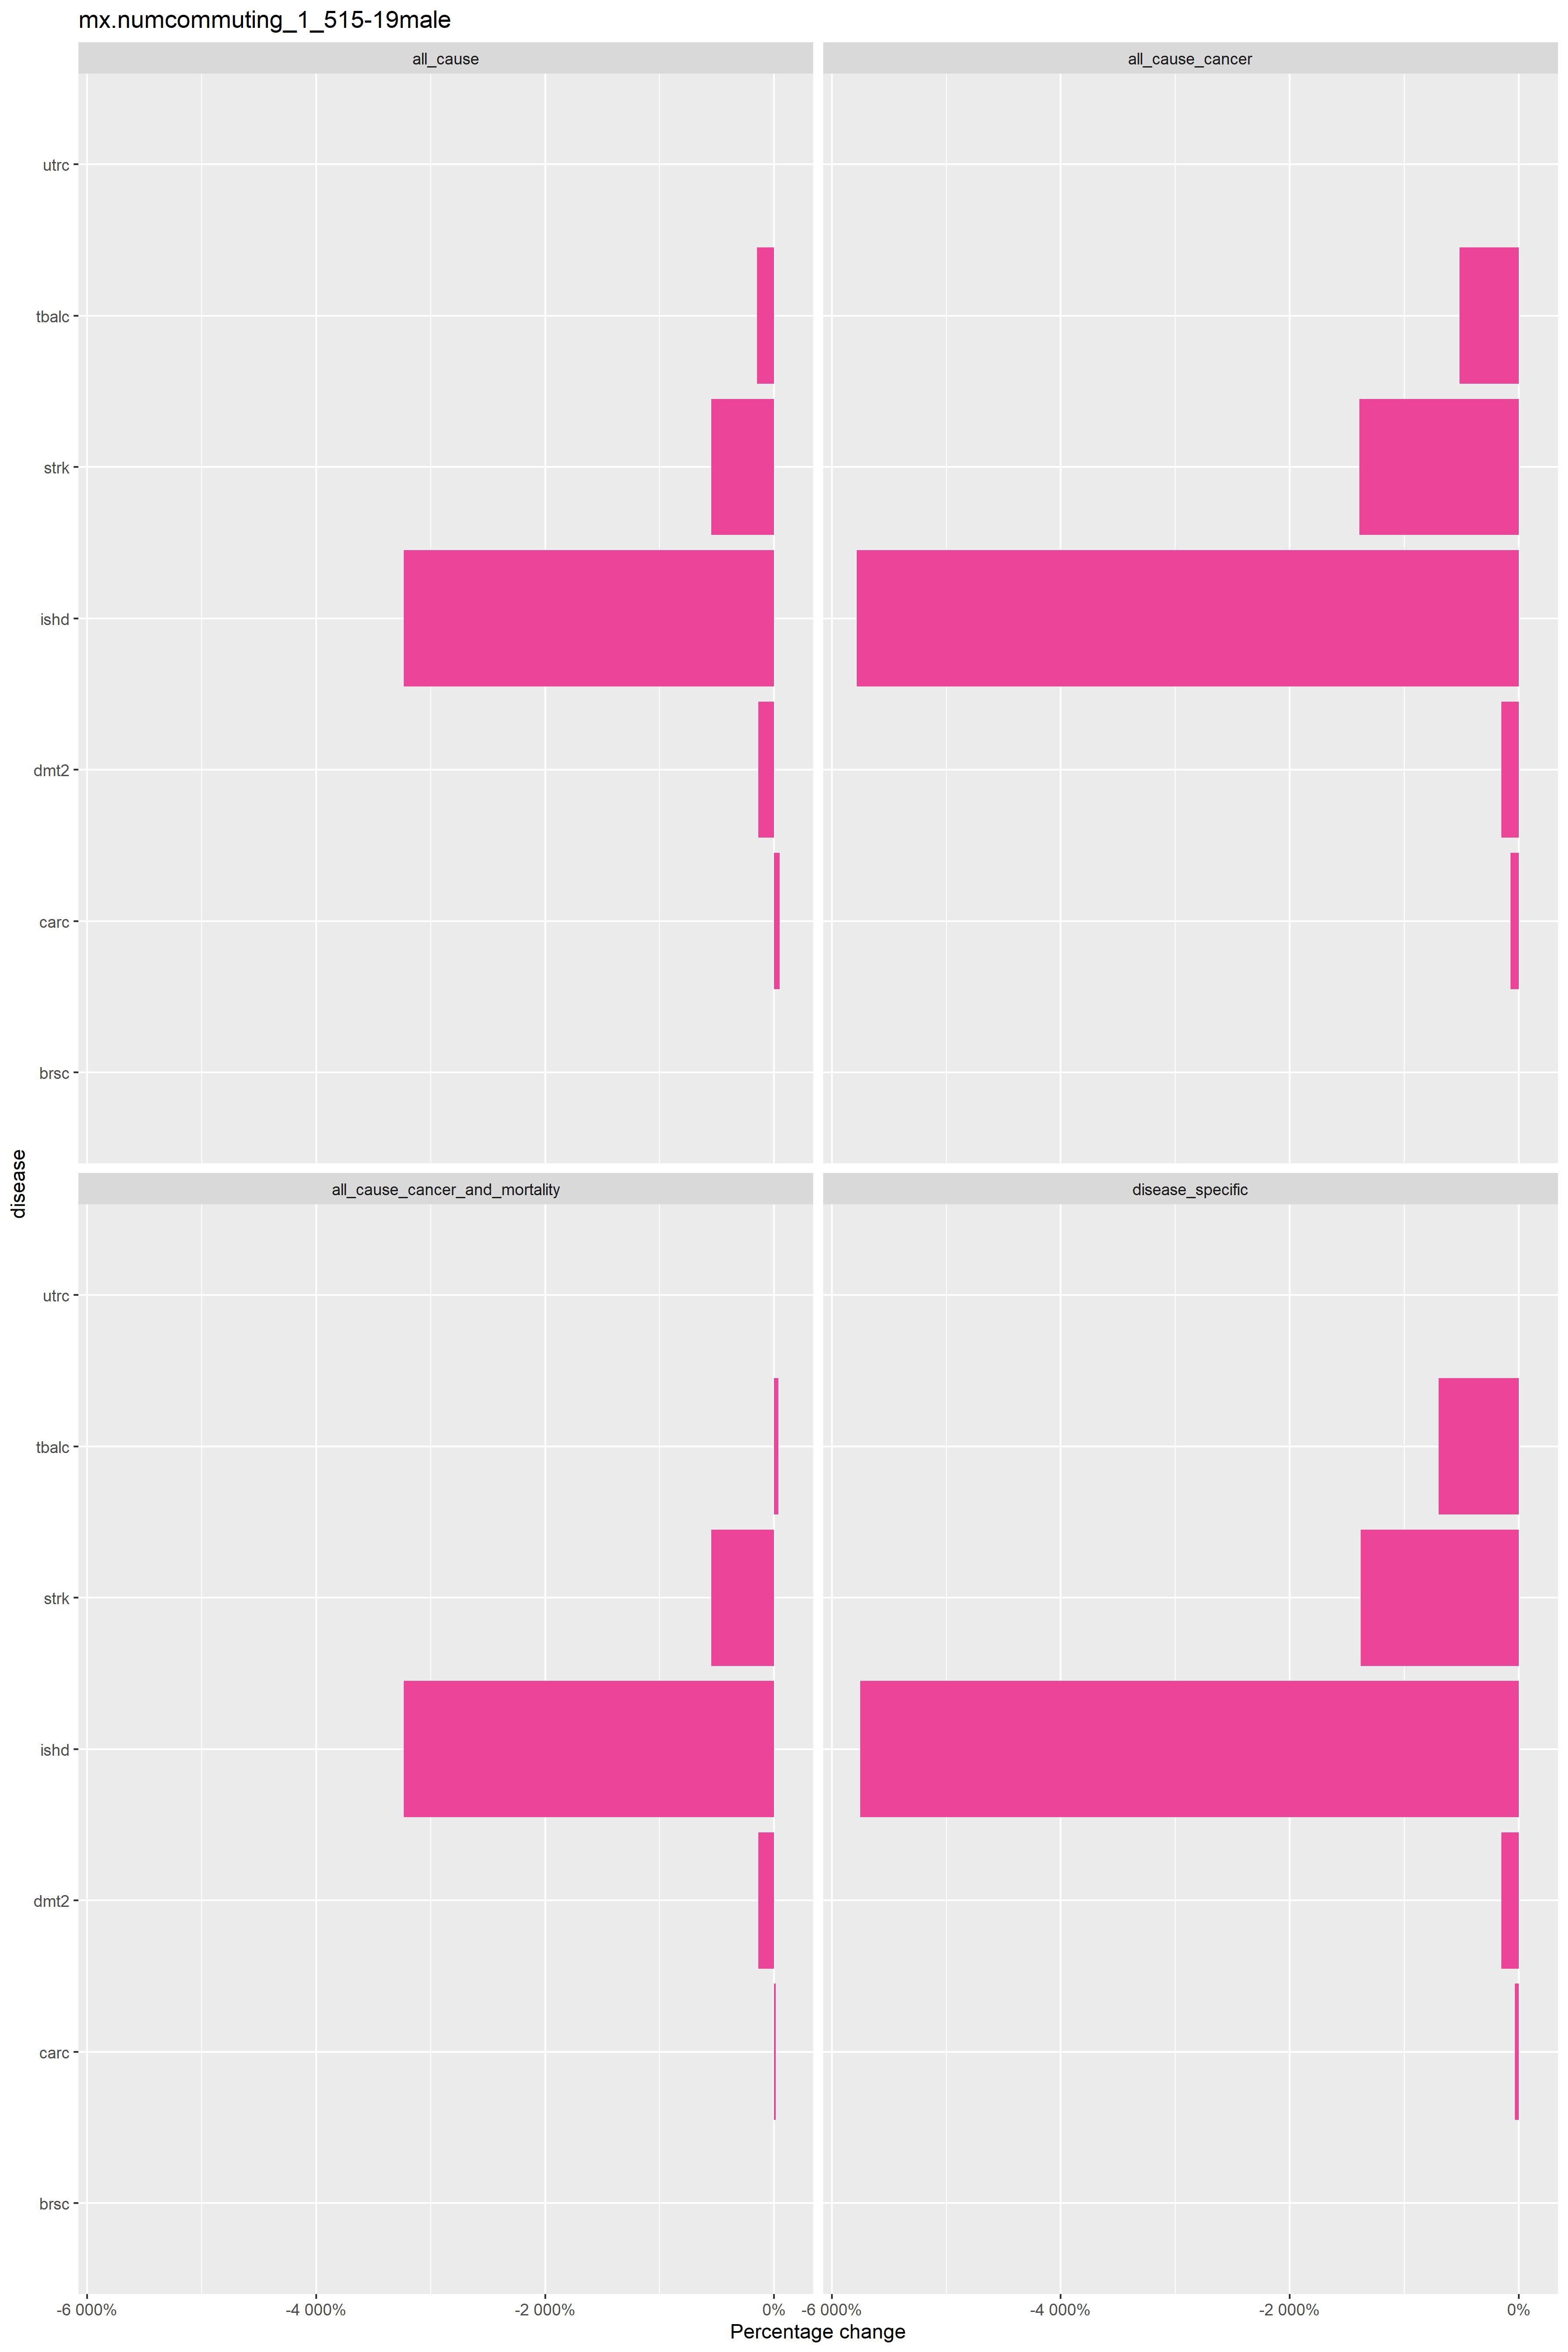 mx.numcommuting_1_515-19male
all_cause
all_cause_cancer
utrc
tbalc
strk
ishd
dmt2
carc
brsc
disease
all_cause_cancer_and_mortality
disease_specific
utrc
tbalc
strk
ishd
dmt2
carc
brsc
-6 000%
-4 000%
-2 000%
0%
-6 000%
-4 000%
-2 000%
0%
Percentage change